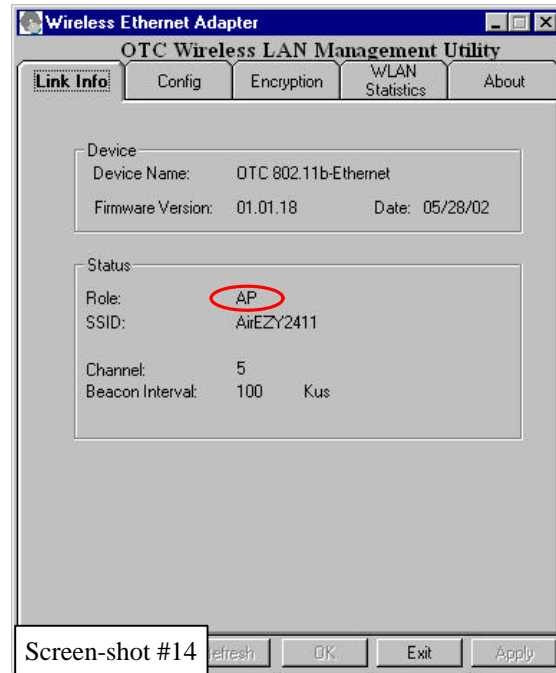 Wireless Ethernet Adapter
OTC Wireless LAN Management Utility
Link Info Config Encryption WLAN Statistics About
Device
Device Name: OTC 802.11b-Ethernet
Firmware Version: 01.01.18 Date: 05/28/02
Status
Role: AP
SSID: AirEZY2411
Channel: 5
Beacon Interval: 100 Kus
Screen-shot #14 efresh OK Exit Apply